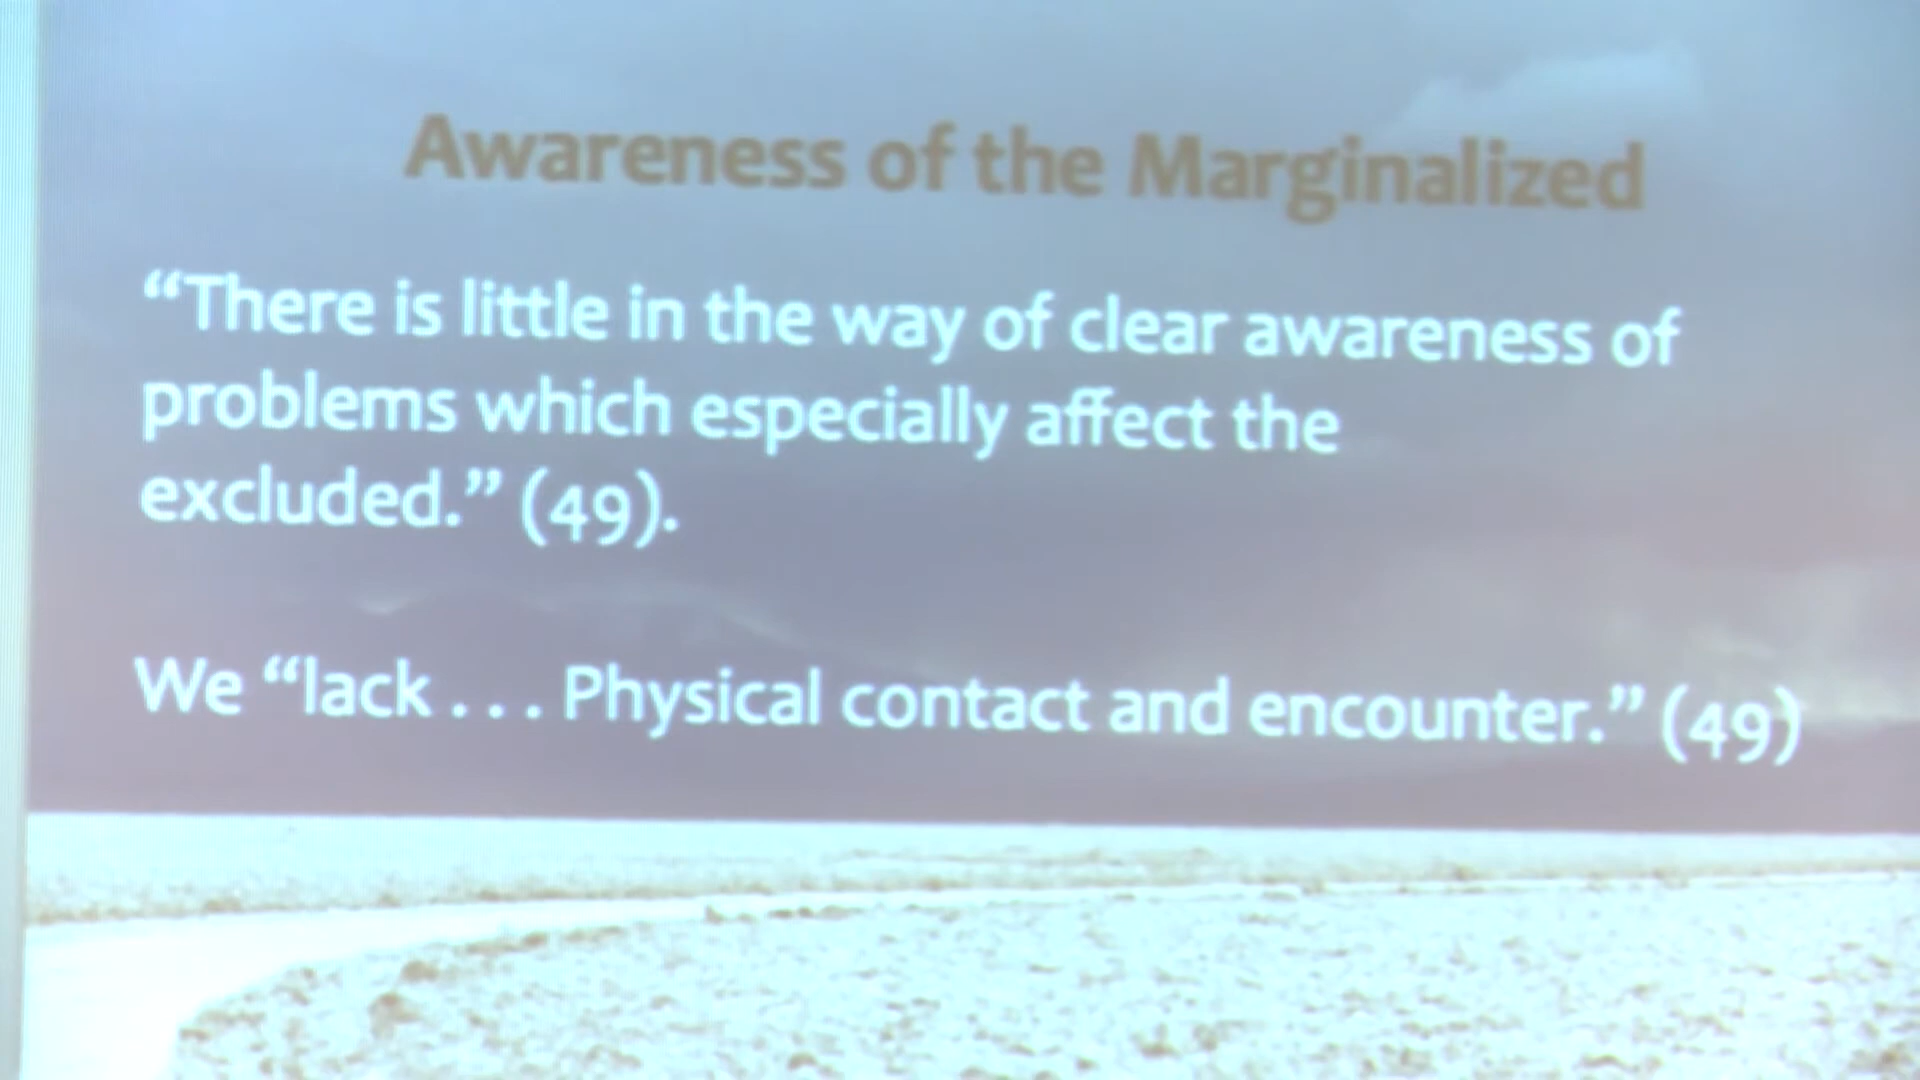 Awareness of the Marginalized
“There is little in the way of clear awareness of
problems which especially affect the
excluded.” (49).
We “lack . . . Physical contact and encounter.” (49)